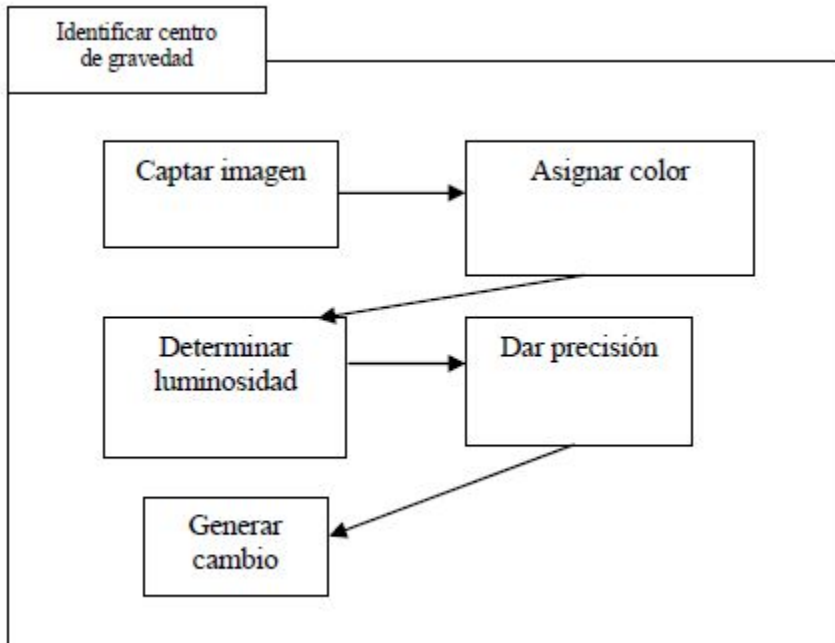 Identificar centro
de gravedad
Captar imagen
Asignar color
Determinar
luminosidad
Dar precisión
Generar
cambio